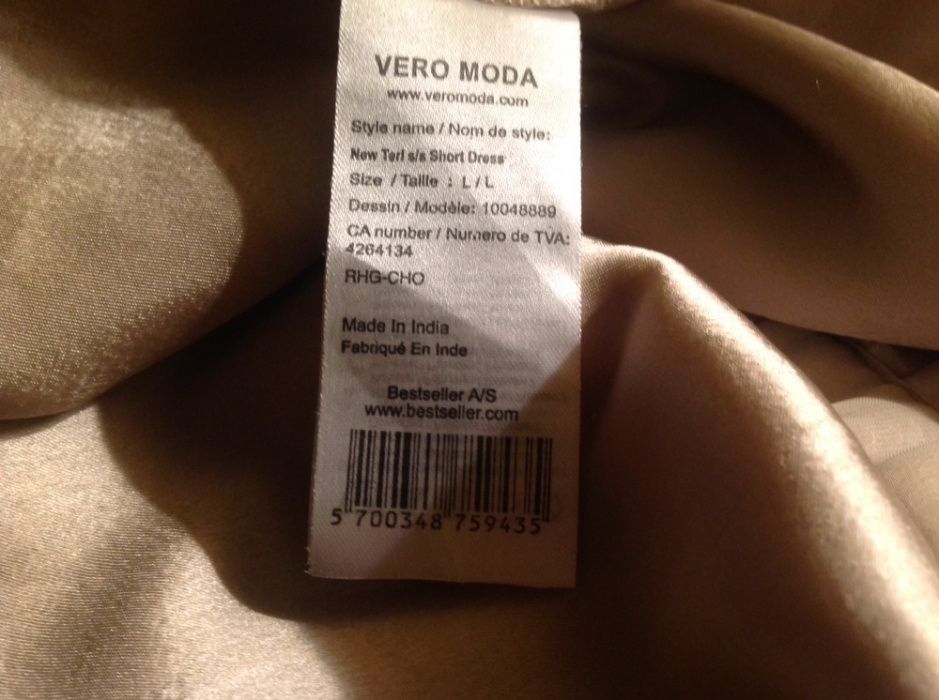 VERO MODA
www.veromoda.com
Style name / Nom de style:
New Terl s/s Short Dress
Size / Taille : L / L
Dessin / Modèle: 10048889
CA number / Numero de TVA:
4264134
RHG-CHO
Made In India
Fabriqué En Inde
Bestseller A/S
www.bestseller.com
5 700348 759435